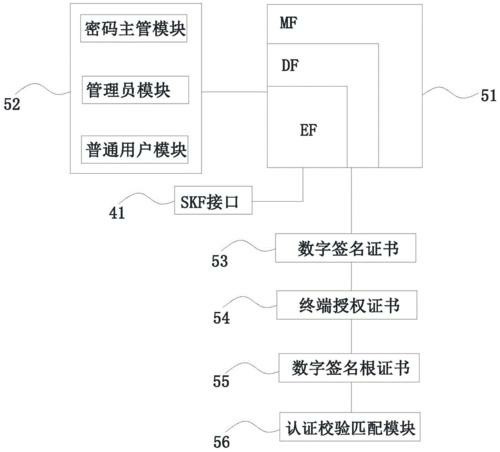 密码主管模块
管理员模块
普通用户模块
52
MF
DF
EF
51
SKF接口
41
数字签名证书
53
终端授权证书
54
数字签名根证书
55
认证校验匹配模块
56